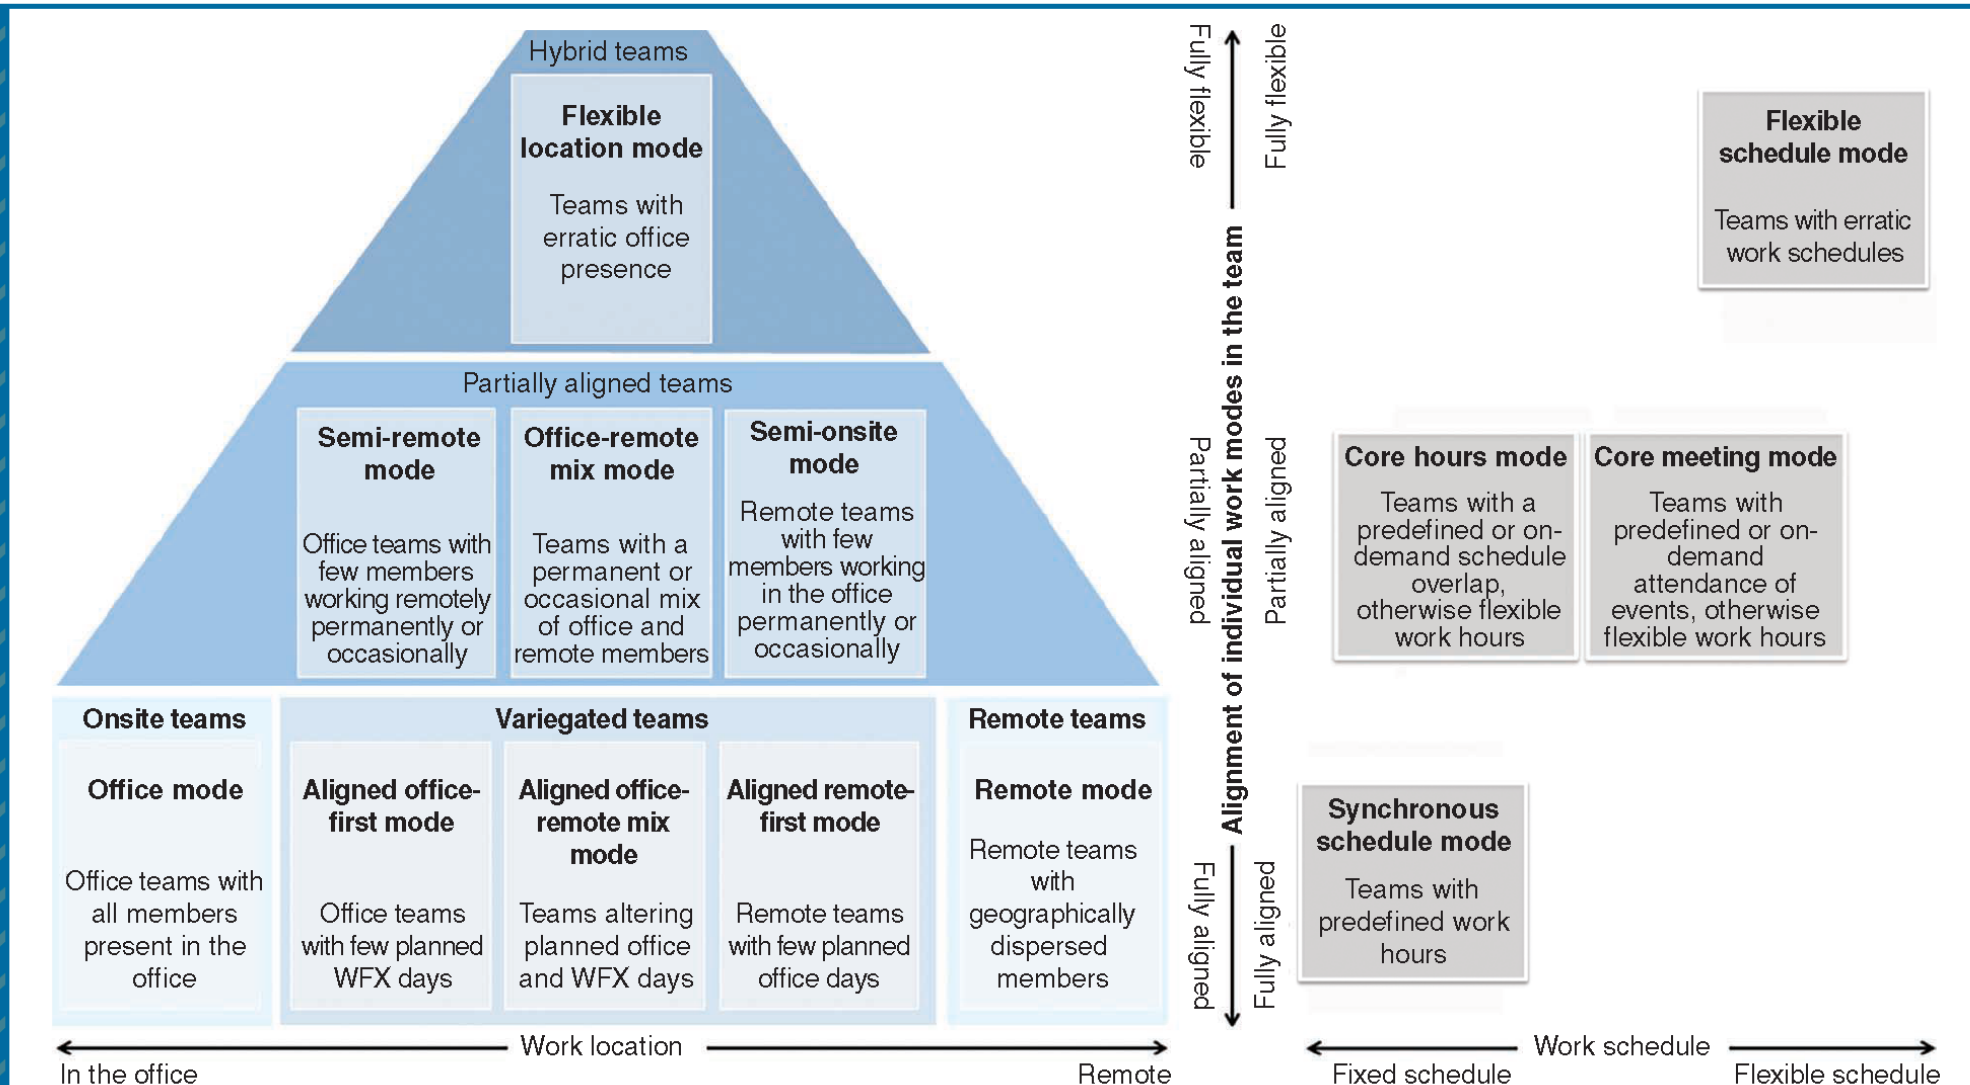 Hybrid teams
Flexible
location mode
Teams with
erratic office
presence
Partially aligned teams
Semi-remote
mode
Office teams with
few members
working remotely
permanently or
occasionally
Office-remote
mix mode
Teams with a
permanent or
occasional mix
of office and
remote members
Semi-onsite
mode
Remote teams
with few
members working
in the office
permanently or
occasionally
Onsite teams
Office mode
Office teams with
all members
present in the
office
Variegated teams
Aligned office-
first mode
Office teams
with few planned
WFX days
Aligned office-
remote mix
mode
Teams altering
planned office
and WFX days
Aligned remote-
first mode
Remote teams
with few planned
office days
Remote teams
Remote mode
Remote teams
with
geographically
dispersed
members
Work location
In the office
Remote
Fully flexible
Partially aligned
Fully aligned
Alignment of individual work modes in the team
Fully flexible
Partially aligned
Fully aligned
Flexible
schedule mode
Teams with erratic
work schedules
Core hours mode
Teams with a
predefined or on-
demand schedule
overlap,
otherwise flexible
work hours
Core meeting mode
Teams with
predefined or on-
demand
attendance of
events, otherwise
flexible work hours
Synchronous
schedule mode
Teams with
predefined work
hours
Work schedule
Fixed schedule
Flexible schedule